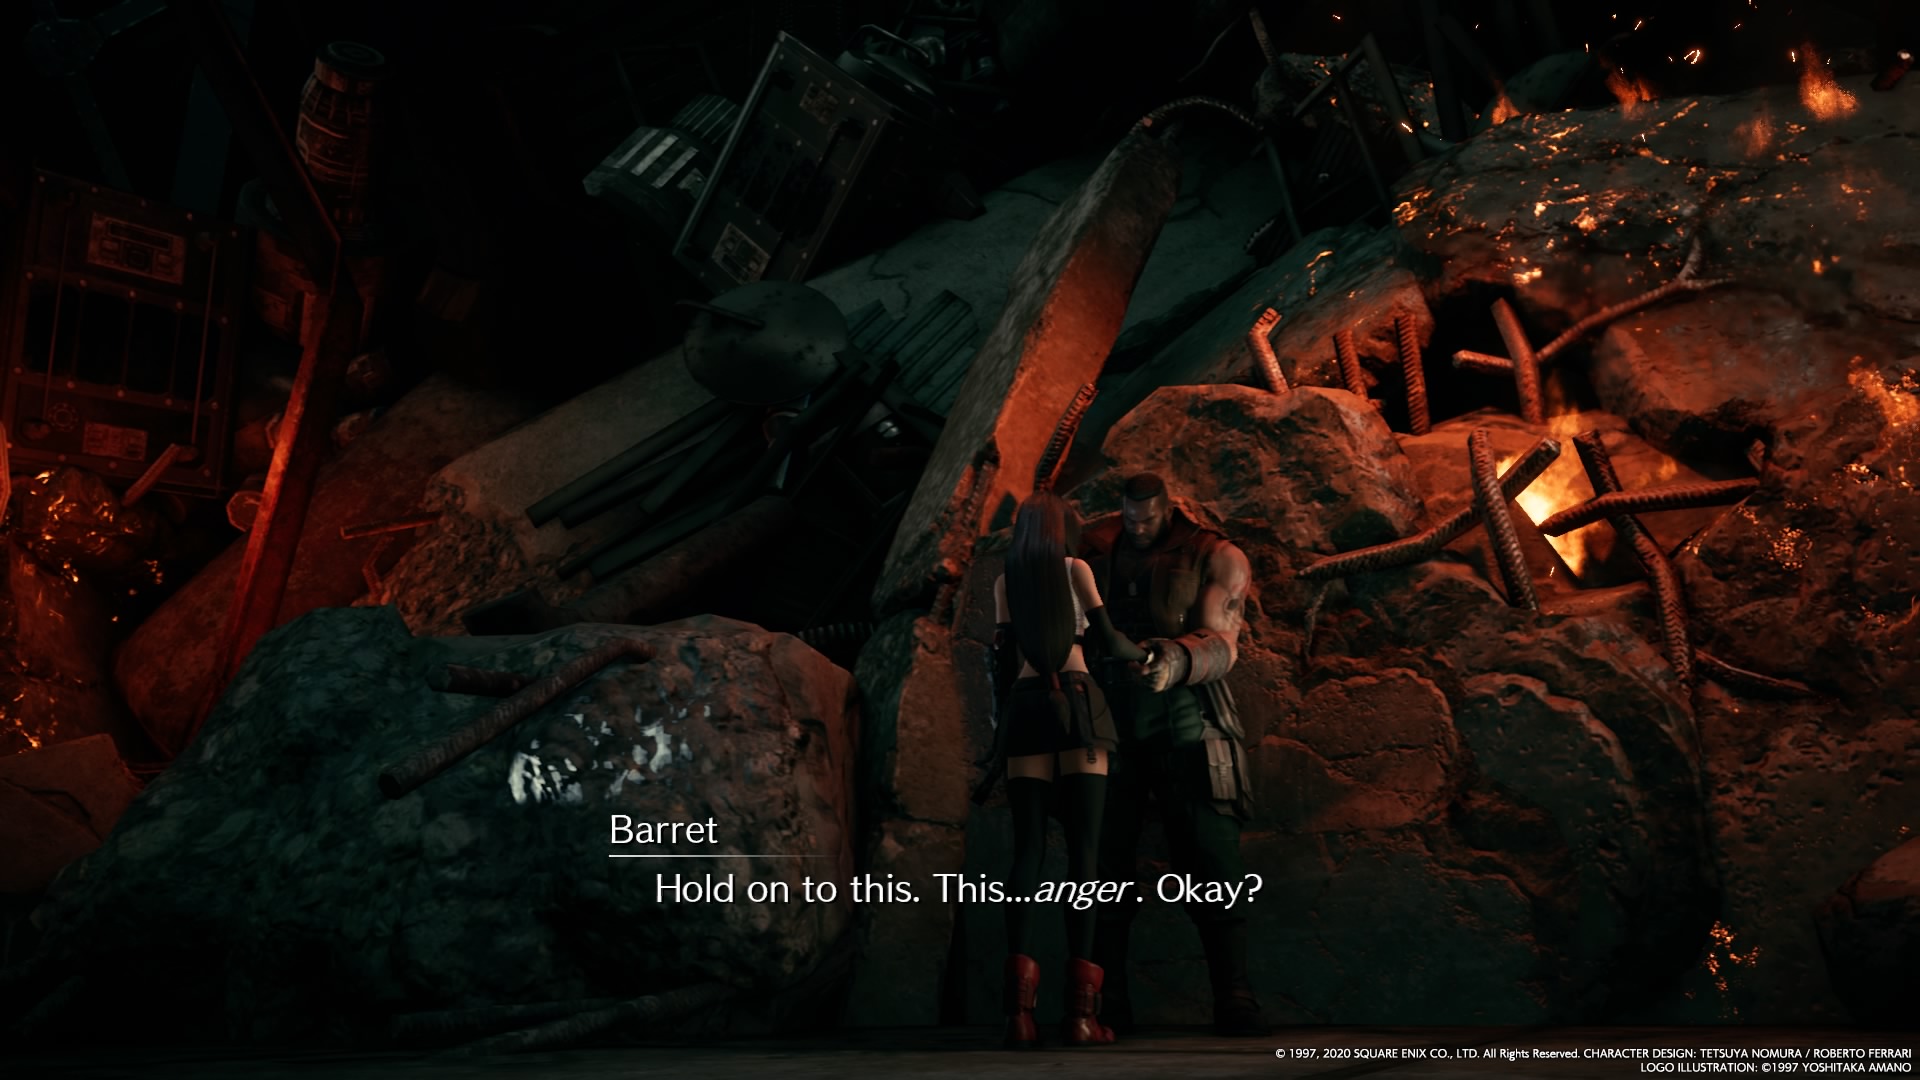 Barret
Hold on to this. This...anger. Okay?
© 1997, 2020 SQUARE ENIX CO., LTD. All Rights Reserved. CHARACTER DESIGN: TETSUYA NOMURA / ROBERTO FERRARI
LOGO ILLUSTRATION: ©1997 YOSHITAKA AMANO